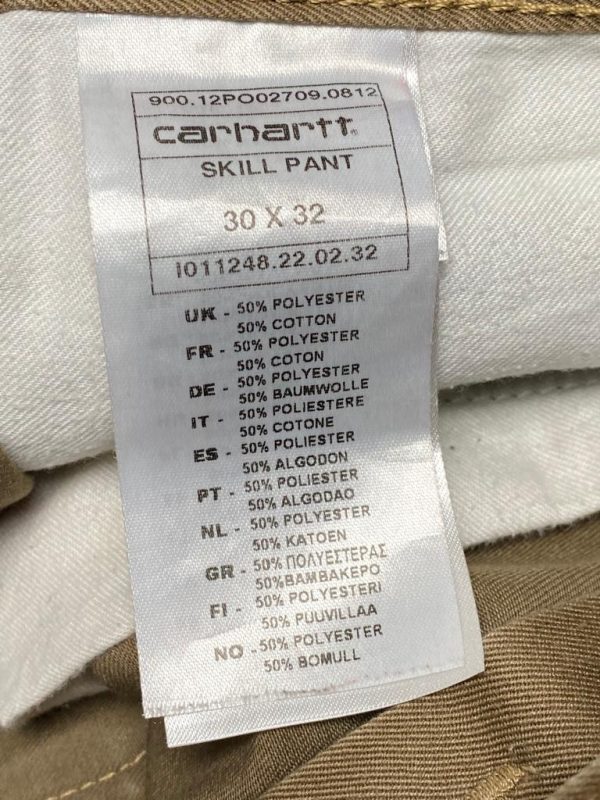 900.12PO02709.0812
carhartt®
SKILL PANT
30 X 32
I011248.22.02.32
UK - 50% POLYESTER
50% COTTON
FR - 50% POLYESTER
50% COTON
DE - 50% POLYESTER
50% BAUMWOLLE
IT - 50% POLIESTERE
50% COTONE
ES - 50% POLIESTER
50% ALGODON
PT - 50% POLIESTER
50% ALGODAO
NL - 50% POLYESTER
50% KATOEN
GR - 50% ΠΟΛΥΕΣΤΕΡΑΣ
50%ΒΑΜΒΑΚΕΡΟ
FI - 50% POLYESTERI
50% PUUVILLAA
NO - 50% POLYESTER
50% BOMULL